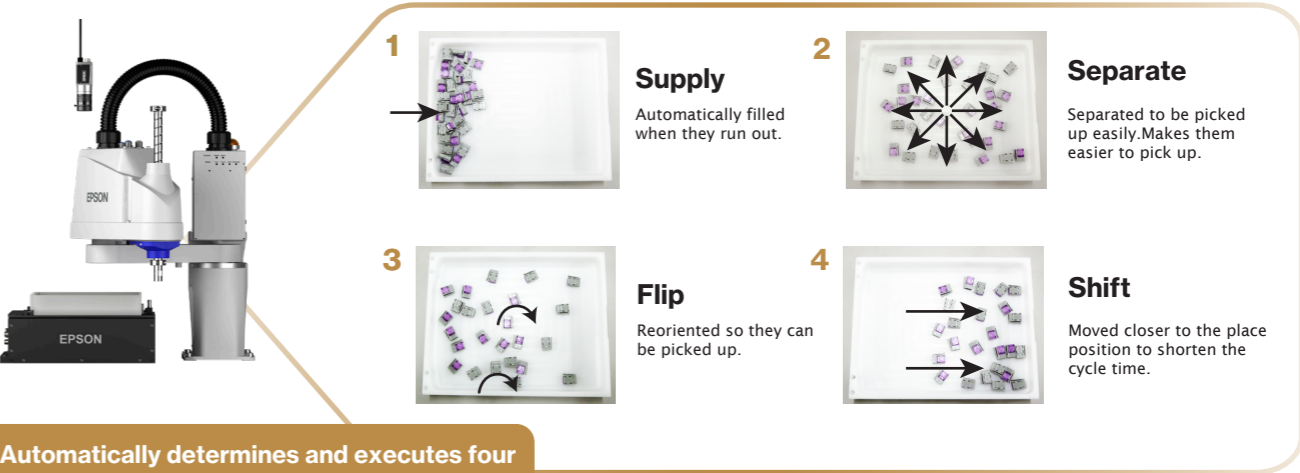 EPSON
EPSON
1
Supply
Automatically filled
when they run out.
2
Separate
Separated to be picked
up easily.Makes them
easier to pick up.
3
Flip
Reoriented so they can
be picked up.
4
Shift
Moved closer to the place
position to shorten the
cycle time.
Automatically determines and executes four